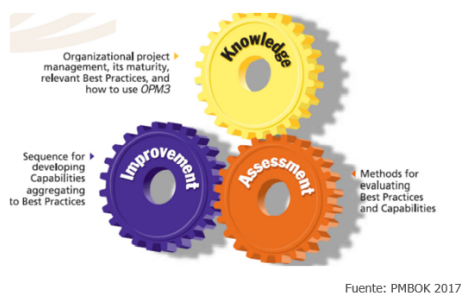 Knowledge
Organizational project
management, its maturity,
relevant Best Practices, and
how to use OPM3
Improvement
Assessment
Sequence for
developing
Capabilities
aggregating
to Best Practices
Methods for
evaluating
Best Practices
and Capabilities
Fuente: PMBOK 2017